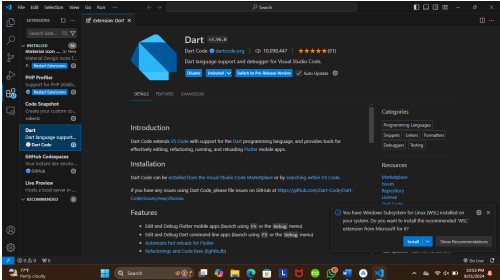 File Edit Selection View Go Run ...
Search
EXTENSIONS
Extension: Dart
INSTALLED
Material Icon ...
Material Design Icons f...
Restart Extensions
PHP Profiler
Support for PHP
Restart Extensions
Code Snapshot
Create your custom co...
roberts
Dart
Dart language support...
Dart Code
GitHub Codespaces
Your instant dev enviro...
GitHub
Live Preview
Hosts a local server in ...
RECOMMENDED
Dart v3.96.0
Dart Code dartcode.org 10,098,447 (81)
Dart language support and debugger for Visual Studio Code.
Disable Uninstall Switch to Pre-Release Version Auto Update
DETAILS FEATURES CHANGELOG
Introduction
Dart Code extends VS Code with support for the Dart programming language, and provides tools for
effectively editing, refactoring, running, and reloading Flutter mobile apps.
Installation
Dart Code can be installed from the Visual Studio Code Marketplace or by searching within VS Code.
If you have any issues using Dart Code, please file issues on GitHub at https://github.com/Dart-Code/Dart-
Code/issues/new/choose.
Features
Edit and Debug Flutter mobile apps (launch using F5 or the Debug menu)
Edit and Debug Dart command line apps (launch using F5 or the Debug menu)
Automatic hot reloads for Flutter
Refactorings and Code fixes (lightbulb)
Categories
Programming Languages
Snippets Linters Formatters
Debuggers Testing
Resources
Marketplace
Issues
Repository
License
Dart Code
You have Windows Subsystem for Linux (WSL) installed on
your system. Do you want to install the recommended 'WSL'
extension from Microsoft for it?
Install Show Recommendations
Go Live
77°F
Partly cloudy
Search
10:53 PM
9/21/2024